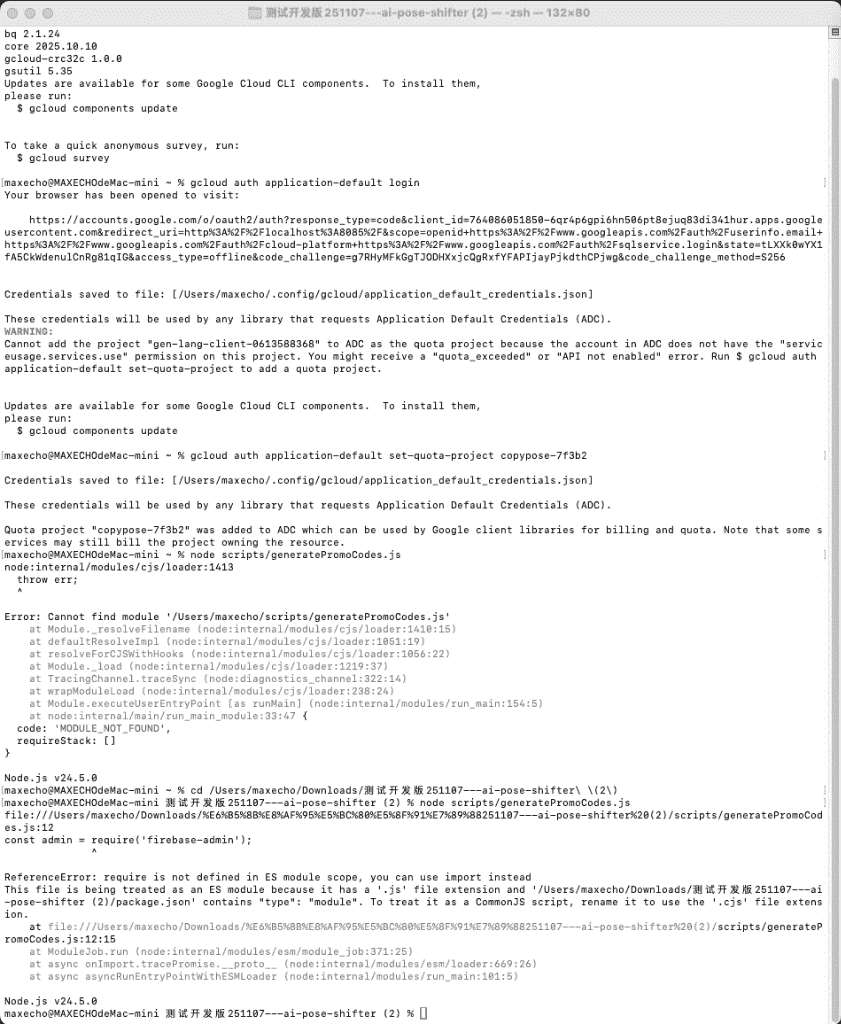 测试开发版251107---ai-pose-shifter (2) — -zsh — 132×80
bq 2.1.24
core 2025.10.10
gcloud-crc32c 1.0.0
gsutil 5.35
Updates are available for some Google Cloud CLI components.  To install them,
please run:
  $ gcloud components update
To take a quick anonymous survey, run:
  $ gcloud survey
[maxecho@MAXECHOdeMac-mini ~ % gcloud auth application-default login ]
Your browser has been opened to visit:
    https://accounts.google.com/o/oauth2/auth?response_type=code&client_id=764086051850-6qr4p6gpi6hn506pt8ejuq83di341hur.apps.google
usercontent.com&redirect_uri=http%3A%2F%2Flocalhost%3A8085%2F&scope=openid+https%3A%2F%2Fwww.googleapis.com%2Fauth%2Fuserinfo.email+
https%3A%2F%2Fwww.googleapis.com%2Fauth%2Fcloud-platform+https%3A%2F%2Fwww.googleapis.com%2Fauth%2Fsqlservice.login&state=tLXXk0wYX1
fA5CkWdenulCnRg81qIG&access_type=offline&code_challenge=g7RHyMFkGgTJODHXxjcQgRxfYFAPIjayPjkdthCPjwg&code_challenge_method=S256
Credentials saved to file: [/Users/maxecho/.config/gcloud/application_default_credentials.json]
These credentials will be used by any library that requests Application Default Credentials (ADC).
WARNING:
Cannot add the project "gen-lang-client-0613588368" to ADC as the quota project because the account in ADC does not have the "servic
eusage.services.use" permission on this project. You might receive a "quota_exceeded" or "API not enabled" error. Run $ gcloud auth
application-default set-quota-project to add a quota project.
Updates are available for some Google Cloud CLI components.  To install them,
please run:
  $ gcloud components update
[maxecho@MAXECHOdeMac-mini ~ % gcloud auth application-default set-quota-project copypose-7f3b2 ]
Credentials saved to file: [/Users/maxecho/.config/gcloud/application_default_credentials.json]
These credentials will be used by any library that requests Application Default Credentials (ADC).
Quota project "copypose-7f3b2" was added to ADC which can be used by Google client libraries for billing and quota. Note that some s
ervices may still bill the project owning the resource.
[maxecho@MAXECHOdeMac-mini ~ % node scripts/generatePromoCodes.js ]
node:internal/modules/cjs/loader:1413
  throw err;
  ^
Error: Cannot find module '/Users/maxecho/scripts/generatePromoCodes.js'
    at Module._resolveFilename (node:internal/modules/cjs/loader:1410:15)
    at defaultResolveImpl (node:internal/modules/cjs/loader:1051:19)
    at resolveForCJSWithHooks (node:internal/modules/cjs/loader:1056:22)
    at Module._load (node:internal/modules/cjs/loader:1219:37)
    at TracingChannel.traceSync (node:diagnostics_channel:322:14)
    at wrapModuleLoad (node:internal/modules/cjs/loader:238:24)
    at Module.executeUserEntryPoint [as runMain] (node:internal/modules/run_main:154:5)
    at node:internal/main/run_main_module:33:47 {
  code: 'MODULE_NOT_FOUND',
  requireStack: []
}
Node.js v24.5.0
[maxecho@MAXECHOdeMac-mini ~ % cd /Users/maxecho/Downloads/测试开发版251107---ai-pose-shifter\ \(2\) ]
[maxecho@MAXECHOdeMac-mini 测试开发版251107---ai-pose-shifter (2) % node scripts/generatePromoCodes.js ]
file:///Users/maxecho/Downloads/%E6%B5%8B%E8%AF%95%E5%BC%80%E5%8F%91%E7%89%88251107---ai-pose-shifter%20(2)/scripts/generatePromoCod
es.js:12
const admin = require('firebase-admin');
              ^
ReferenceError: require is not defined in ES module scope, you can use import instead
This file is being treated as an ES module because it has a '.js' file extension and '/Users/maxecho/Downloads/测试开发版251107---ai
-pose-shifter (2)/package.json' contains "type": "module". To treat it as a CommonJS script, rename it to use the '.cjs' file extens
ion.
    at file:///Users/maxecho/Downloads/%E6%B5%8B%E8%AF%95%E5%BC%80%E5%8F%91%E7%89%88251107---ai-pose-shifter%20(2)/scripts/generateP
romoCodes.js:12:15
    at ModuleJob.run (node:internal/modules/esm/module_job:371:25)
    at async onImport.tracePromise.__proto__ (node:internal/modules/esm/loader:669:26)
    at async asyncRunEntryPointWithESMLoader (node:internal/modules/run_main:101:5)
Node.js v24.5.0
maxecho@MAXECHOdeMac-mini 测试开发版251107---ai-pose-shifter (2) %